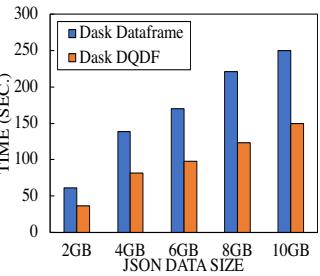 300
250
200
150
100
50
0
TIME (SEC.)
Dask Dataframe
Dask DQDF
2GB 4GB 6GB 8GB 10GB
JSON DATA SIZE